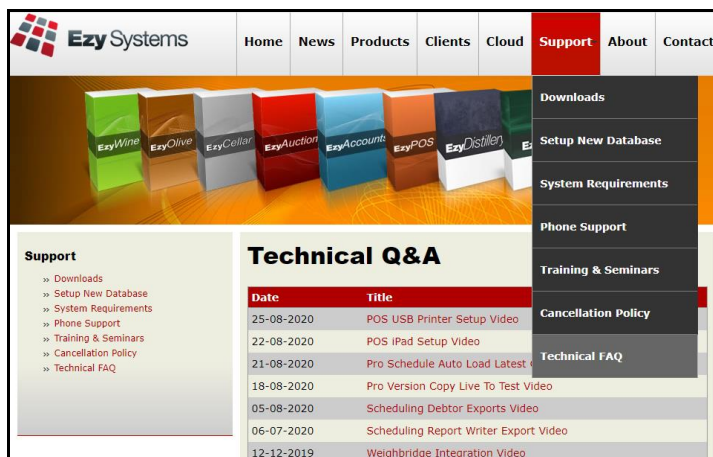 Ezy Systems
Home News Products Clients Cloud Support About Contact
EzyWine EzyOlive EzyCellar EzyAuction EzyAccounts EzyPOS EzyDistillery
Downloads
Setup New Database
System Requirements
Phone Support
Training & Seminars
Cancellation Policy
Technical FAQ
Support
» Downloads
» Setup New Database
» System Requirements
» Phone Support
» Training & Seminars
» Cancellation Policy
» Technical FAQ
Technical Q&A
Date Title
25-08-2020 POS USB Printer Setup Video
22-08-2020 POS iPad Setup Video
21-08-2020 Pro Schedule Auto Load Latest
18-08-2020 Pro Version Copy Live To Test Video
05-08-2020 Scheduling Debtor Exports Video
06-07-2020 Scheduling Report Writer Export Video
12-12-2019 Weighbridge Integration Video